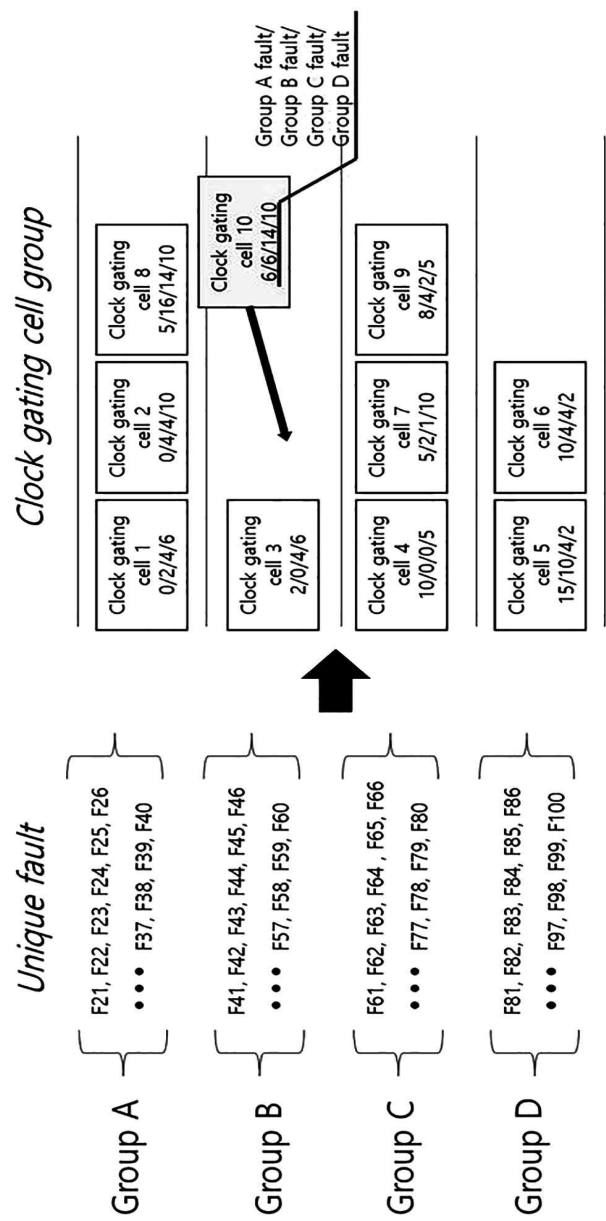 Unique fault
Clock gating cell group
Group A
F21, F22, F23, F24, F25, F26
••• F37, F38, F39, F40
Clock gating
cell 1
0/2/4/6
Clock gating
cell 2
0/4/4/10
Clock gating
cell 8
5/16/14/10
Group B
F41, F42, F43, F44, F45, F46
••• F57, F58, F59, F60
Clock gating
cell 3
2/0/4/6
Clock gating
cell 10
6/6/14/10
Group A fault/
Group B fault/
Group C fault/
Group D fault
Group C
F61, F62, F63, F64 , F65, F66
••• F77, F78, F79, F80
Clock gating
cell 4
10/0/0/5
Clock gating
cell 7
5/2/1/10
Clock gating
cell 9
8/4/2/5
Group D
F81, F82, F83, F84, F85, F86
••• F97, F98, F99, F100
Clock gating
cell 5
15/10/4/2
Clock gating
cell 6
10/4/4/2